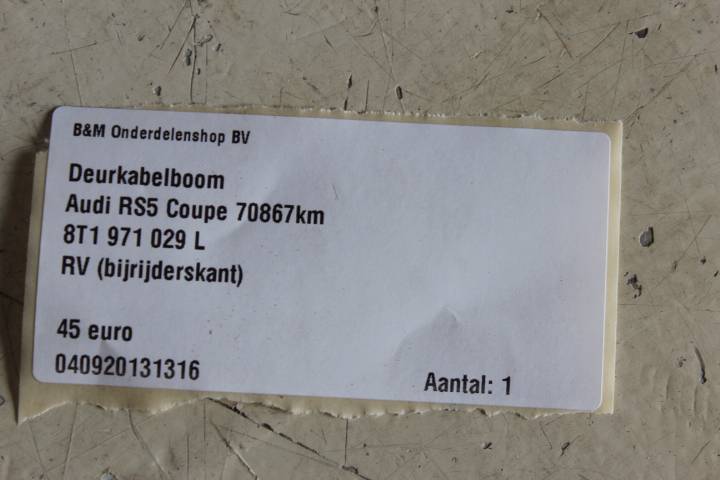 B&M Onderdelenshop BV
Deurkabelboom
Audi RS5 Coupe 70867km
8T1 971 029 L
RV (bijrijderskant)
45 euro
040920131316
Aantal: 1